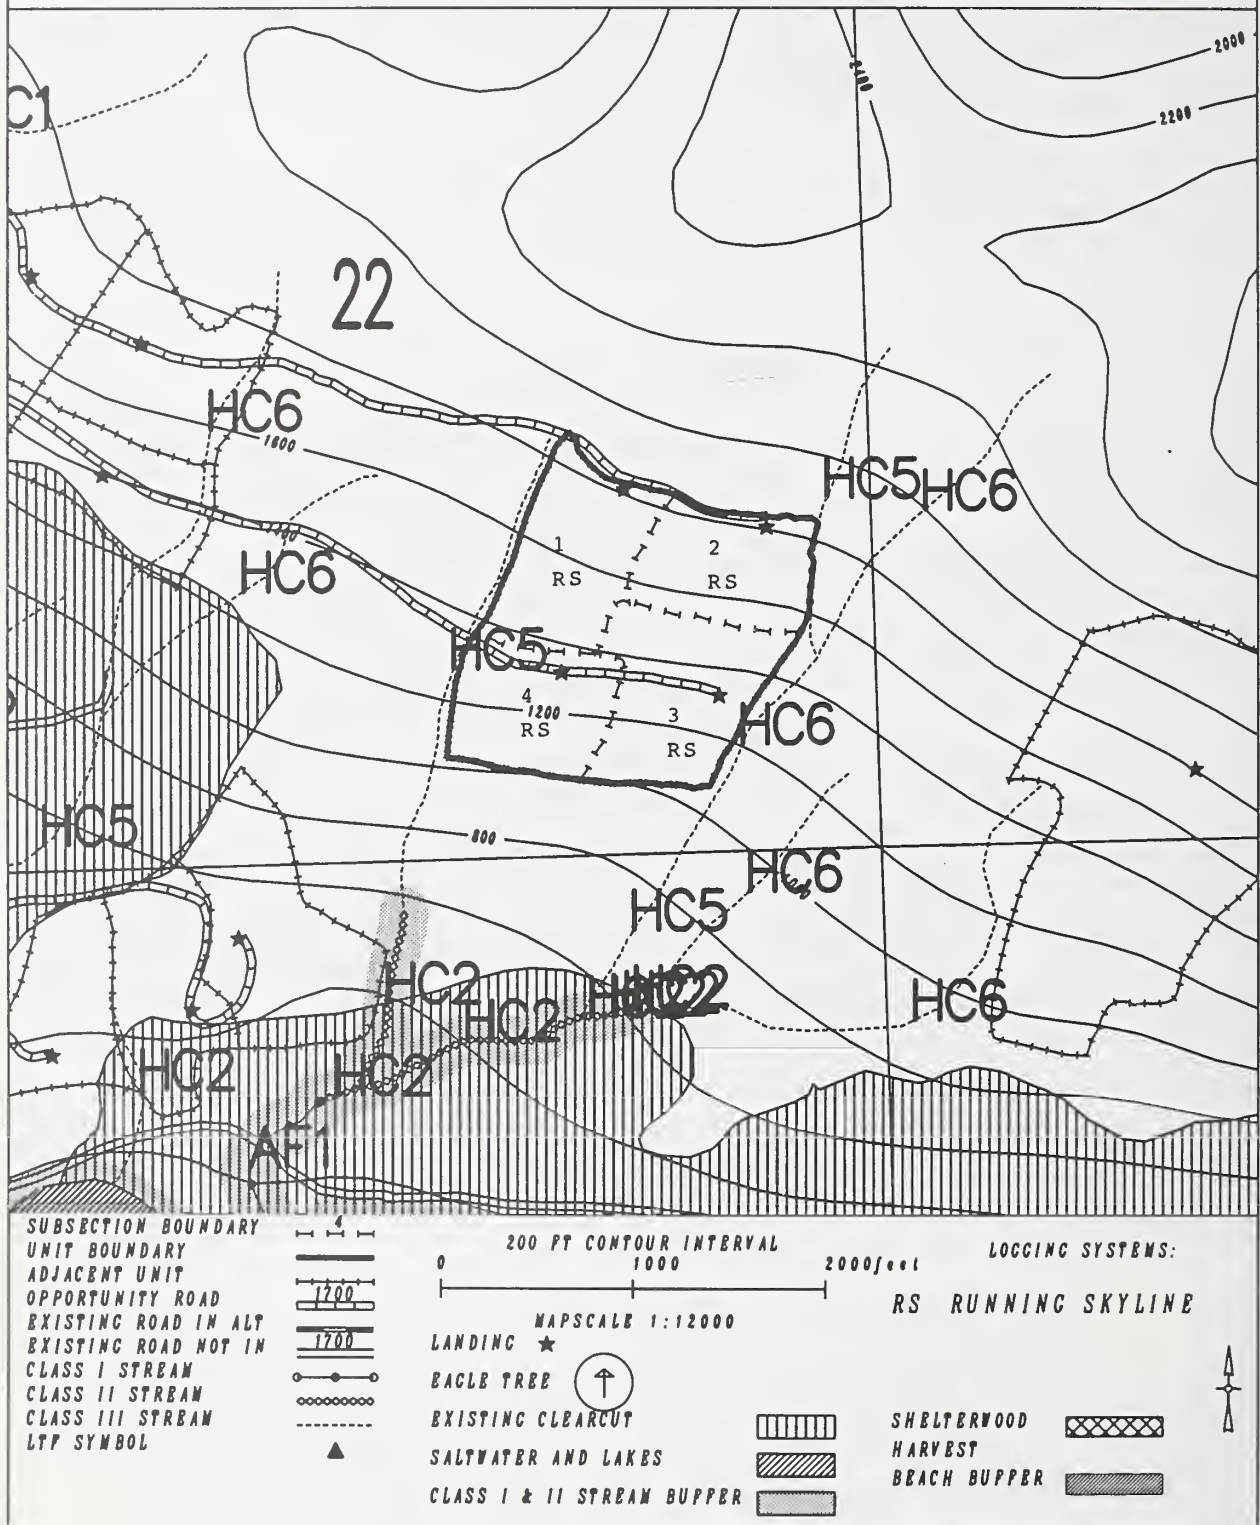 2000
2400
2200
C1
22
HC6
1600
HC5
HC6
1400
HC6
1
RS
2
RS
HC5
4
1200
RS
3
RS
HC6
HC5
800
HC6
HC5
HC2
HC2
HC2
HC6
HC2
HC2
AF1
SUBSECTION BOUNDARY 4
UNIT BOUNDARY
ADJACENT UNIT
OPPORTUNITY ROAD 1700
EXISTING ROAD IN ALT
EXISTING ROAD NOT IN 1700
CLASS I STREAM
CLASS II STREAM
CLASS III STREAM
LTF SYMBOL
200 FT CONTOUR INTERVAL
0 1000 2000feet
MAPSCALE 1:12000
LANDING
EAGLE TREE
EXISTING CLEARCUT
SALTWATER AND LAKES
CLASS I & II STREAM BUFFER
LOGGING SYSTEMS:
RS RUNNING SKYLINE
SHELTERWOOD
HARVEST
BEACH BUFFER